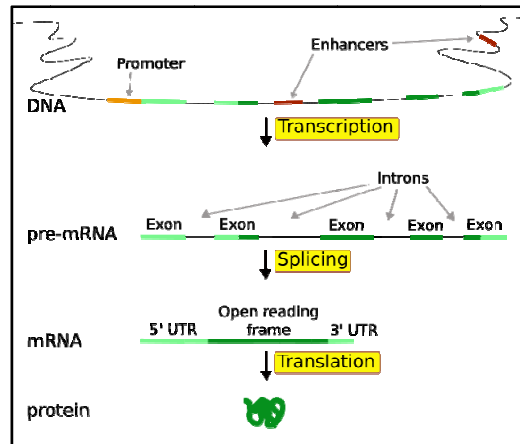 Enhancers
Promoter
DNA
Transcription
Introns
Exon Exon Exon Exon Exon
pre-mRNA
Splicing
Open reading
frame
5' UTR 3' UTR
mRNA
Translation
protein